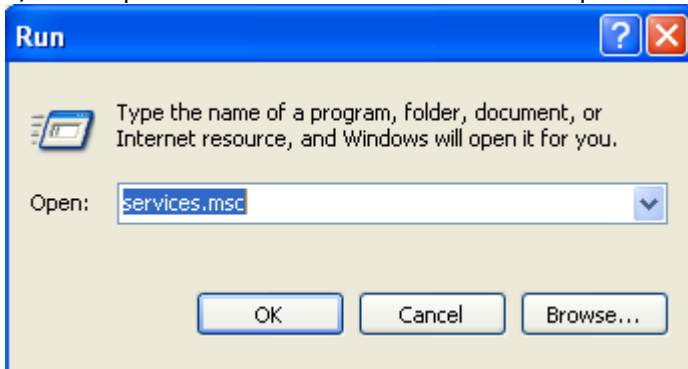 Run
Type the name of a program, folder, document, or
Internet resource, and Windows will open it for you.
Open:
services.msc
OK
Cancel
Browse...